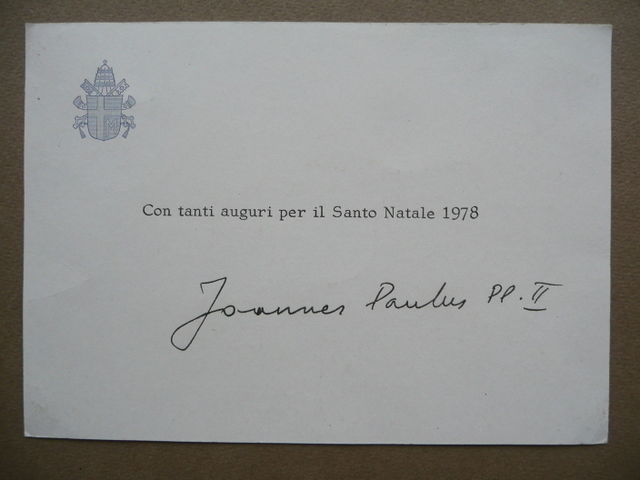 Con tanti auguri per il Santo Natale 1978
Joannes Paulus PP. II